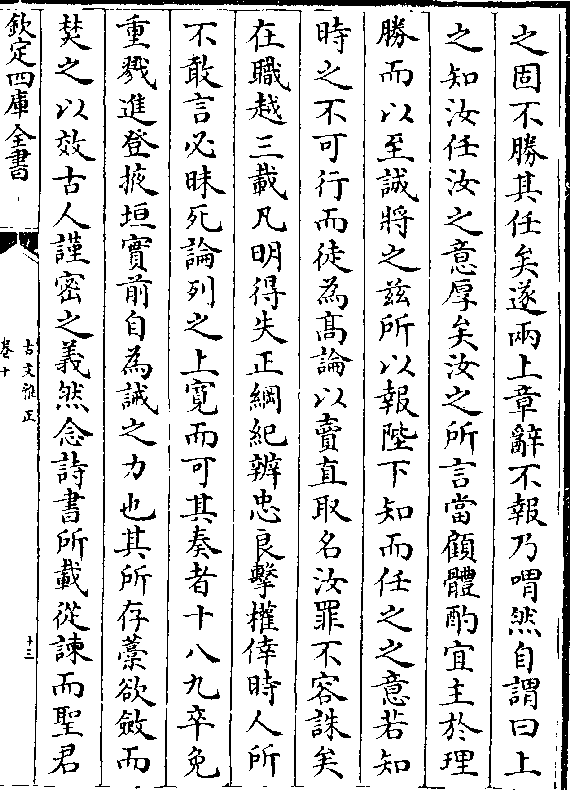 之固不勝其任矣遂兩上章辭不報乃喟然自謂曰上
之知汝任汝之意厚矣汝之所言當顧體酌宜主於理
勝而以至誠將之兹所以報陛下知而任之之意若知
時之不可行而徒為髙論以賣直取名汝罪不容誅矣
在職越三載凡明得失正綱紀辨忠良擊權倖時人所
不敢言必昧死論列之上寛而可其奏者十八九卒免
重戮進登掖垣實前自為誡之力也其所存藁欲斂而
焚之以效古人謹密之義然念詩書所載從諫而聖君
欽定四庫全書
古文雅正
卷十
十三